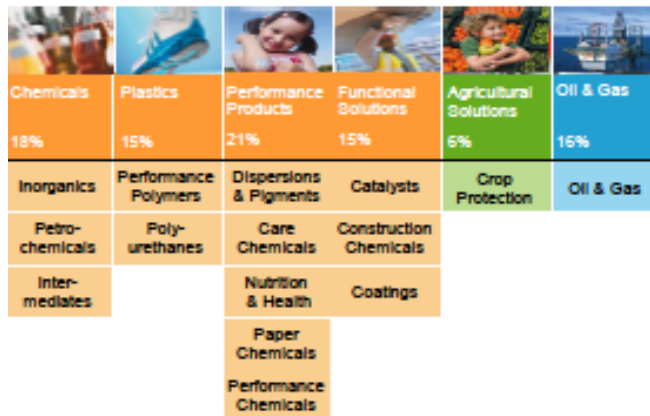 Chemicals
18%
Plastics
15%
Performance
Products
21%
Functional
Solutions
15%
Agricultural
Solutions
6%
Oil & Gas
16%
Inorganics
Petro-
chemicals
Inter-
mediates
Performance
Polymers
Poly-
urethanes
Dispersions
& Pigments
Care
Chemicals
Nutrition
& Health
Paper
Chemicals
Performance
Chemicals
Catalysts
Construction
Chemicals
Coatings
Crop
Protection
Oil & Gas